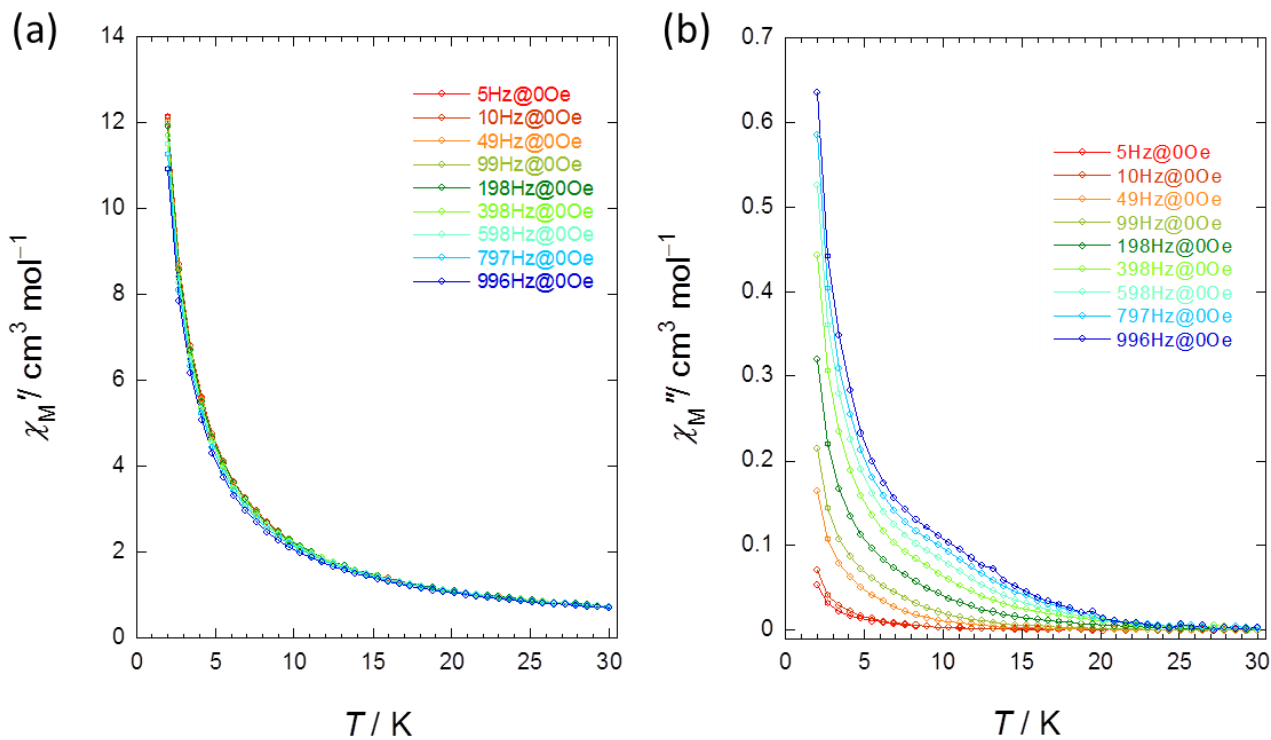 (a)
14
12
10
8
6
4
2
0
0 5 10 15 20 25 30
χM′/ cm³ mol⁻¹
T / K
5Hz@0Oe
10Hz@0Oe
49Hz@0Oe
99Hz@0Oe
198Hz@0Oe
398Hz@0Oe
598Hz@0Oe
797Hz@0Oe
996Hz@0Oe
(b)
0.7
0.6
0.5
0.4
0.3
0.2
0.1
0
0 5 10 15 20 25 30
χM″/ cm³ mol⁻¹
T / K
5Hz@0Oe
10Hz@0Oe
49Hz@0Oe
99Hz@0Oe
198Hz@0Oe
398Hz@0Oe
598Hz@0Oe
797Hz@0Oe
996Hz@0Oe